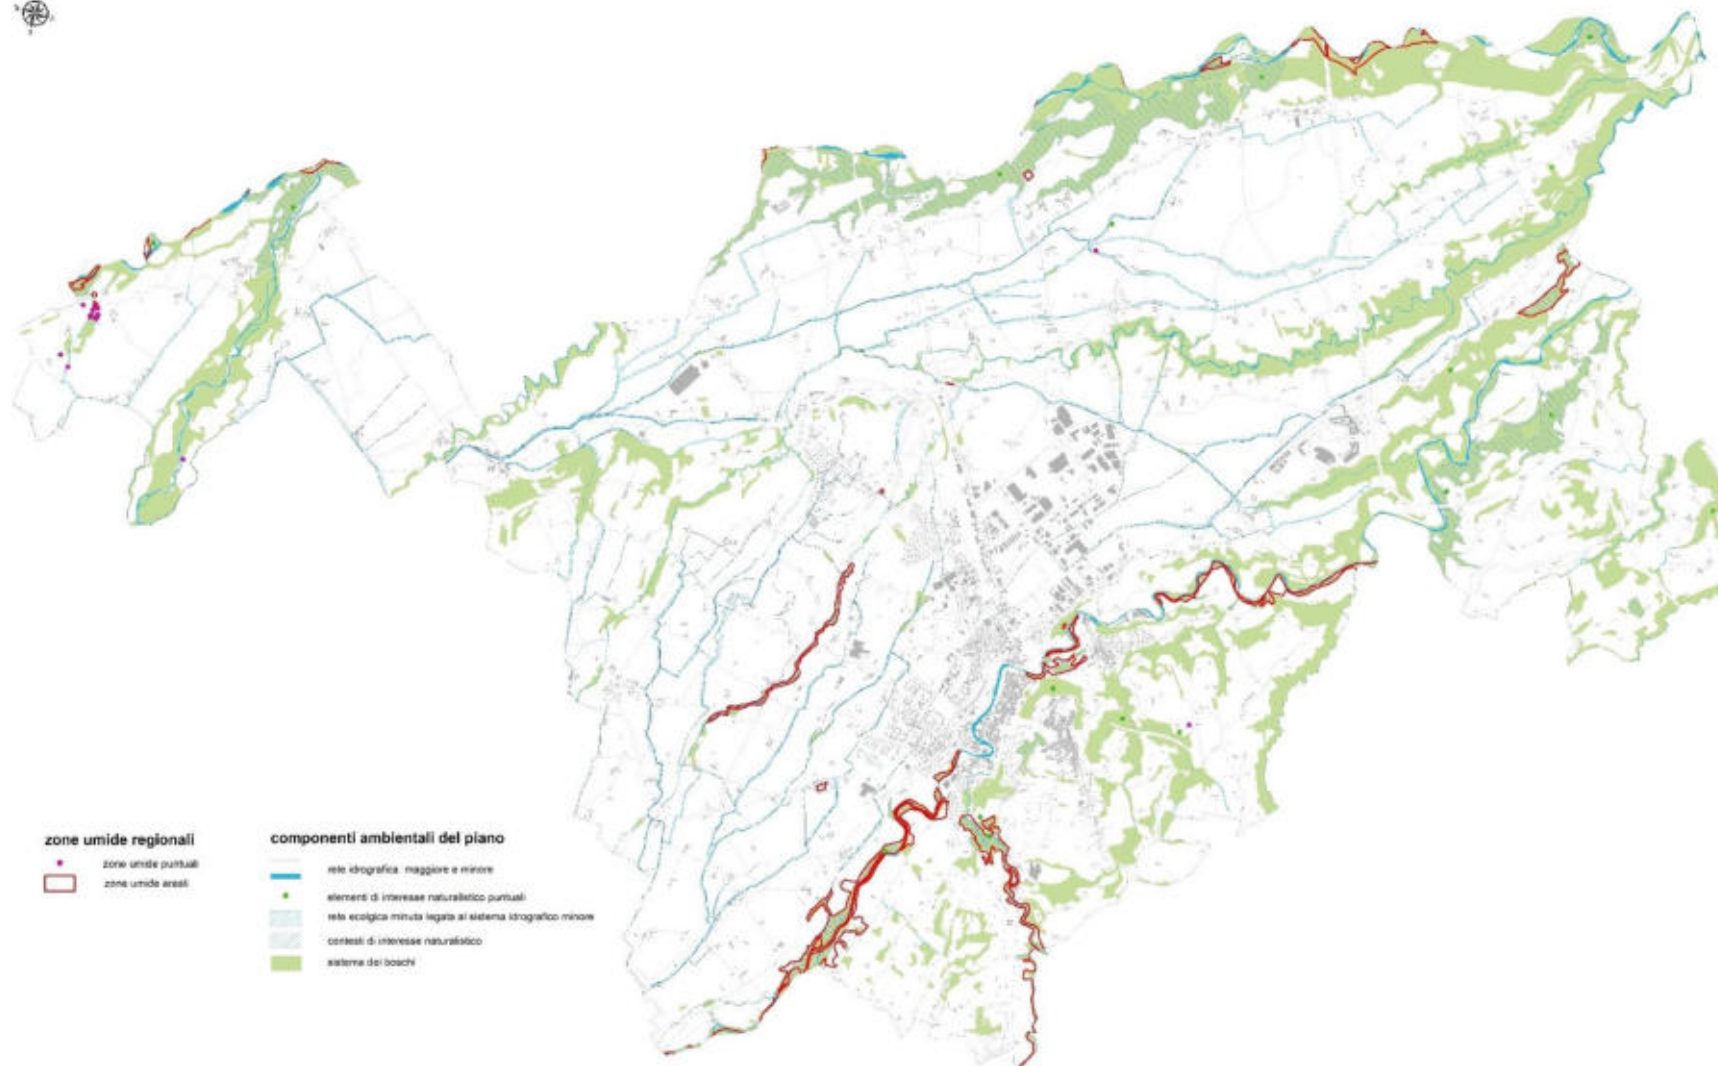 zone umide regionali
zone umide puntuali
zone umide areali
componenti ambientali del piano
rete idrografica maggiore e minore
elementi di interesse naturalistico puntuali
rete ecolgica minuta legata al sistema idrografico minore
contesti di interesse naturalistico
sistema dei boschi